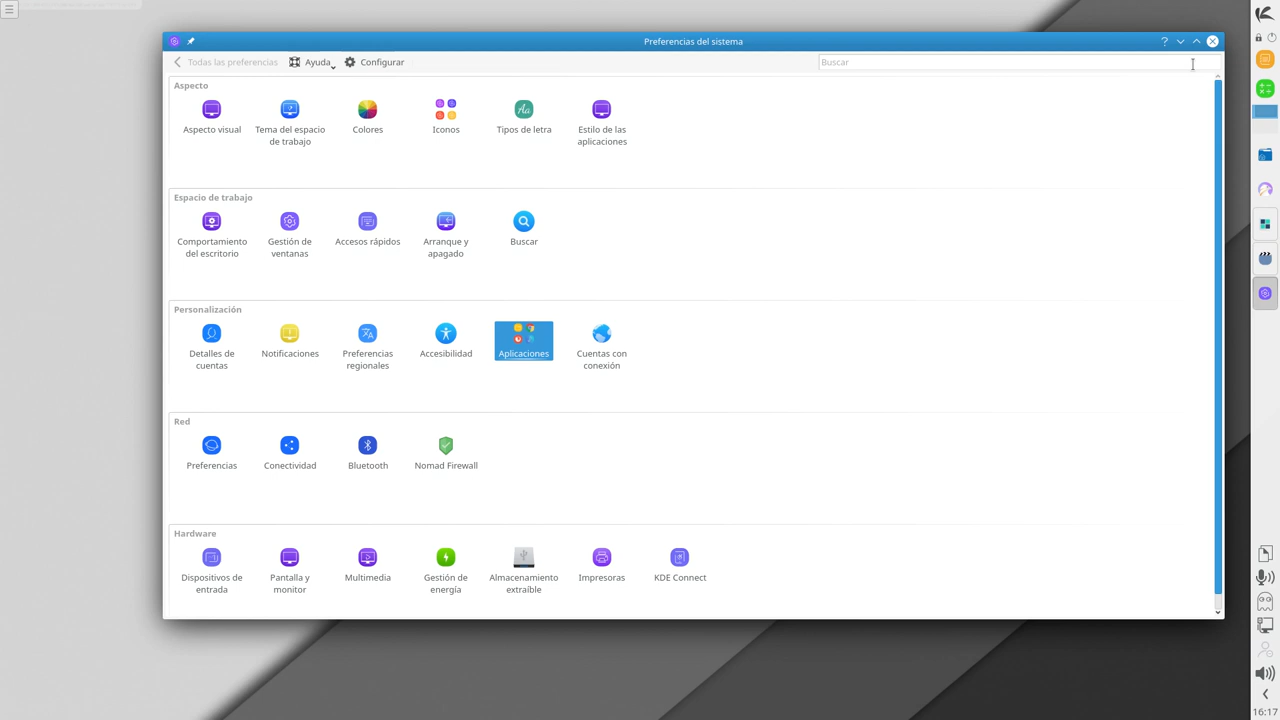 Preferencias del sistema
Todas las preferencias Ayuda Configurar Buscar
Aspecto
Aspecto visual
Tema del espacio de trabajo
Colores
Iconos
Tipos de letra
Estilo de las aplicaciones
Espacio de trabajo
Comportamiento del escritorio
Gestión de ventanas
Accesos rápidos
Arranque y apagado
Buscar
Personalización
Detalles de cuentas
Notificaciones
Preferencias regionales
Accesibilidad
Aplicaciones
Cuentas con conexión
Red
Preferencias
Conectividad
Bluetooth
Nomad Firewall
Hardware
Dispositivos de entrada
Pantalla y monitor
Multimedia
Gestión de energía
Almacenamiento extraíble
Impresoras
KDE Connect
16:17